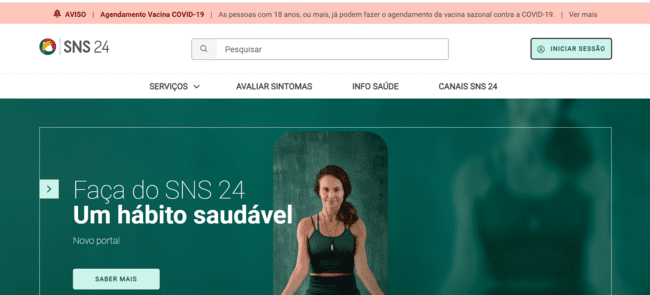 AVISO | Agendamento Vacina COVID-19 | As pessoas com 18 anos, ou mais, já podem fazer o agendamento da vacina sazonal contra a COVID-19. | Ver mais
SNS 24 Pesquisar INICIAR SESSÃO
SERVIÇOS AVALIAR SINTOMAS INFO SAÚDE CANAIS SNS 24
Faça do SNS 24
Um hábito saudável
Novo portal
SABER MAIS